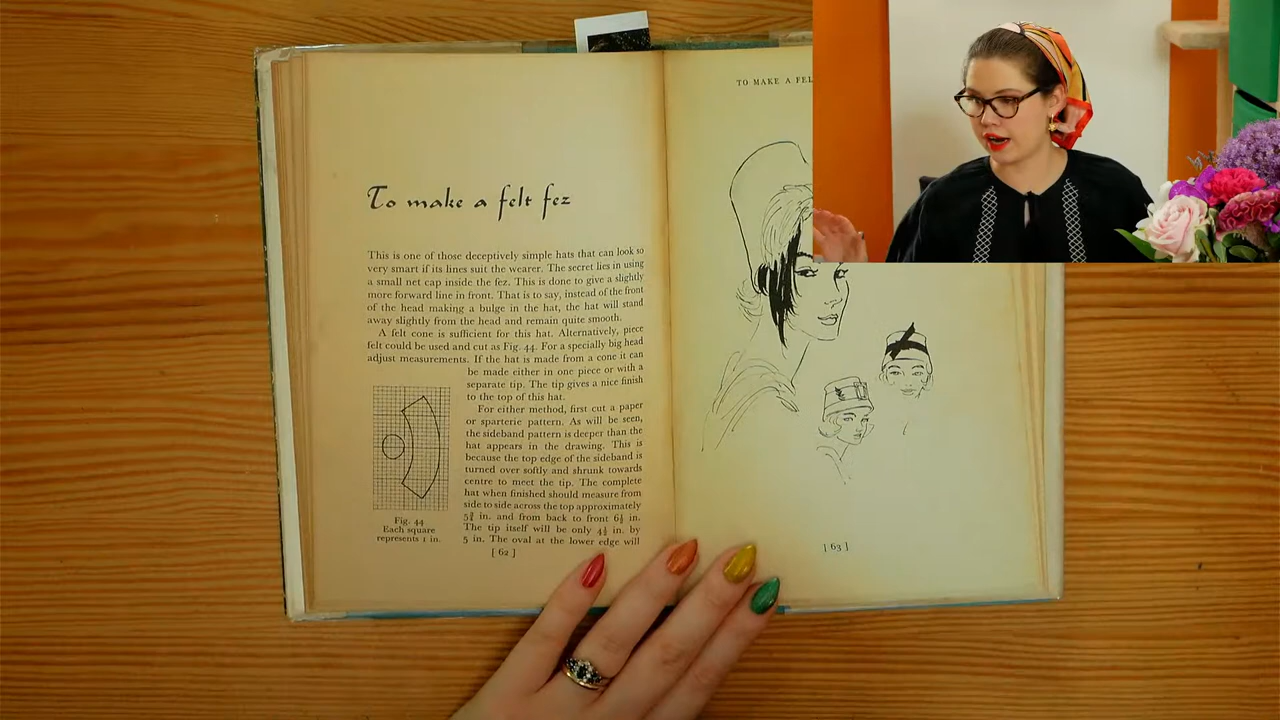 To make a felt fez
This is one of those deceptively simple hats that can look so
very smart if its lines suit the wearer. The secret lies in using
a small net cap inside the fez. This is done to give a slightly
more forward line in front. That is to say, instead of the front
of the head making a bulge in the hat, the hat will stand
away slightly from the head and remain quite smooth.
A felt cone is sufficient for this hat. Alternatively, piece
felt could be used and cut as Fig. 44. For a specially big head
adjust measurements. If the hat is made from a cone it can
be made either in one piece or with a
separate tip. The tip gives a nice finish
to the top of this hat.
For either method, first cut a paper
or sparterie pattern. As will be seen,
the sideband pattern is deeper than the
hat appears in the drawing. This is
because the top edge of the sideband is
turned over softly and shrunk towards
centre to meet the tip. The complete
hat when finished should measure from
side to side across the top approximately
5¾ in. and from back to front 6½ in.
The tip itself will be only 4½ in. by
5 in. The oval at the lower edge will
Fig. 44
Each square
represents 1 in.
[ 62 ]
TO MAKE A FEL
[ 63 ]